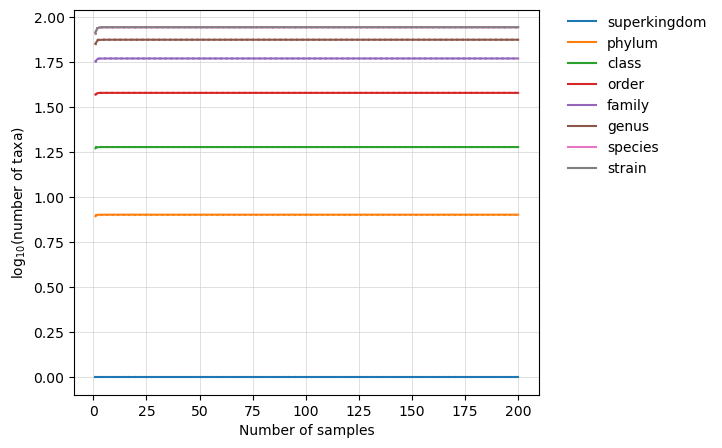 2.00
1.75
1.50
1.25
1.00
0.75
0.50
0.25
0.00
log₁₀(number of taxa)
0
25
50
75
100
125
150
175
200
Number of samples
superkingdom
phylum
class
order
family
genus
species
strain